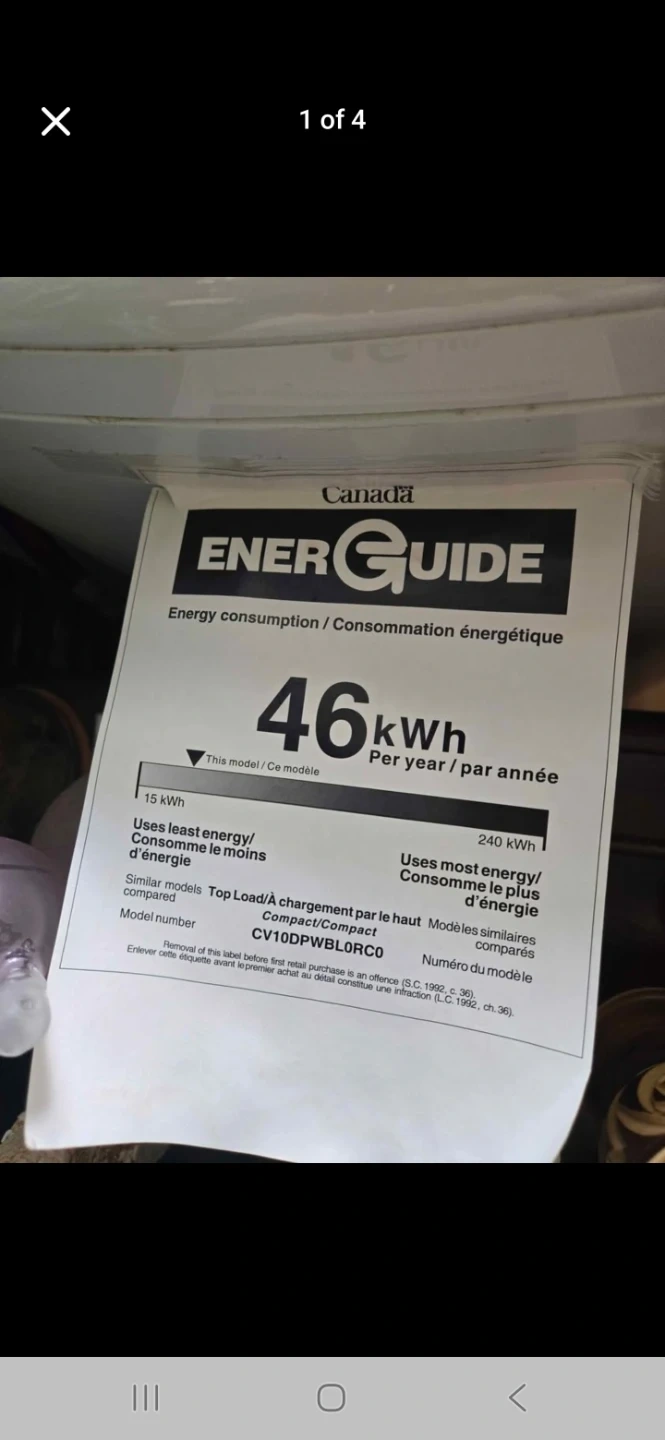 1 of 4
Canada
ENERGUIDE
Energy consumption / Consommation énergétique
46 kWh
Per year / par année
This model / Ce modèle
15 kWh
240 kWh
Uses least energy/
Consomme le moins
d'énergie
Uses most energy/
Consomme le plus
d'énergie
Similar models
compared
Top Load/À chargement par le haut
Compact/Compact
Modèles similaires
comparés
Model number
CV10DPWBL0RC0
Numéro du modèle
Removal of this label before first retail purchase is an offence (S.C. 1992, c. 36).
Enlever cette étiquette avant le premier achat au détail constitue une infraction (L.C. 1992, ch. 36).